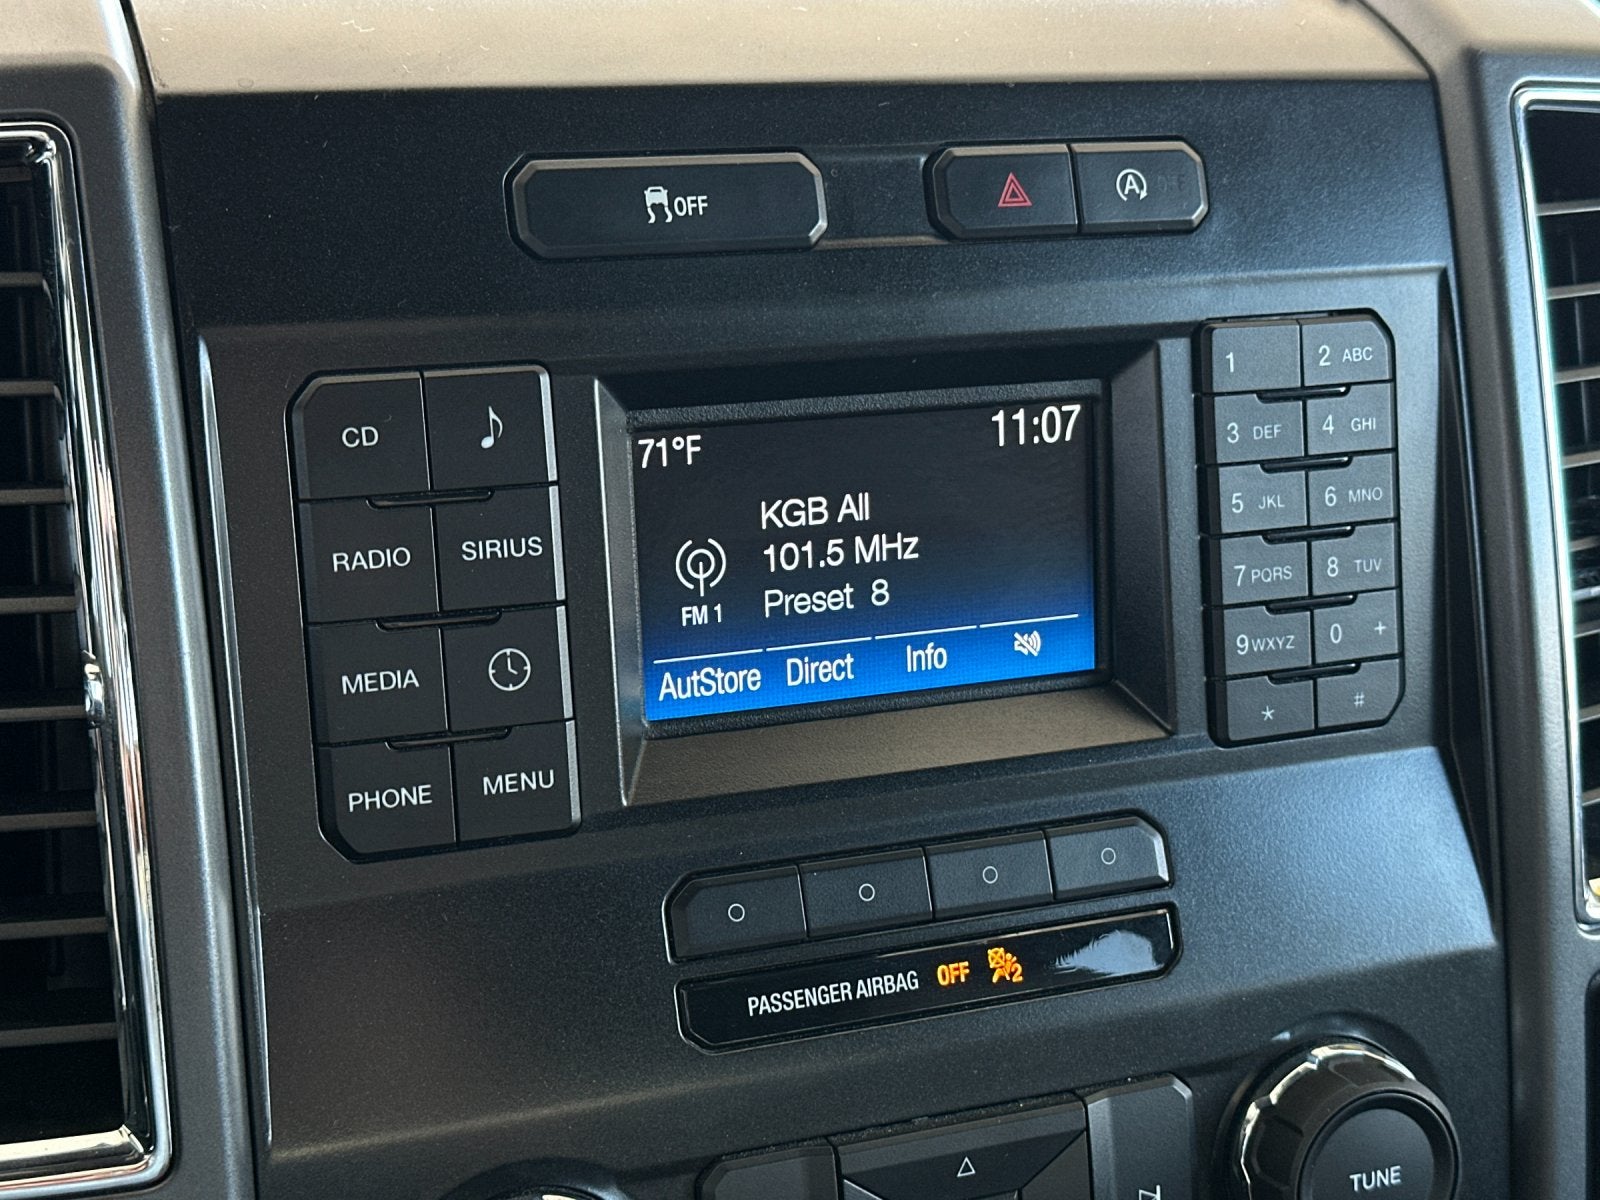 OFF
A OFF
CD
RADIO
SIRIUS
MEDIA
PHONE
MENU
71°F
11:07
KGB All
101.5 MHz
Preset 8
FM 1
AutStore
Direct
Info
1
2 ABC
3 DEF
4 GHI
5 JKL
6 MNO
7 PQRS
8 TUV
9 WXYZ
0 +
*
#
PASSENGER AIRBAG OFF 2
TUNE